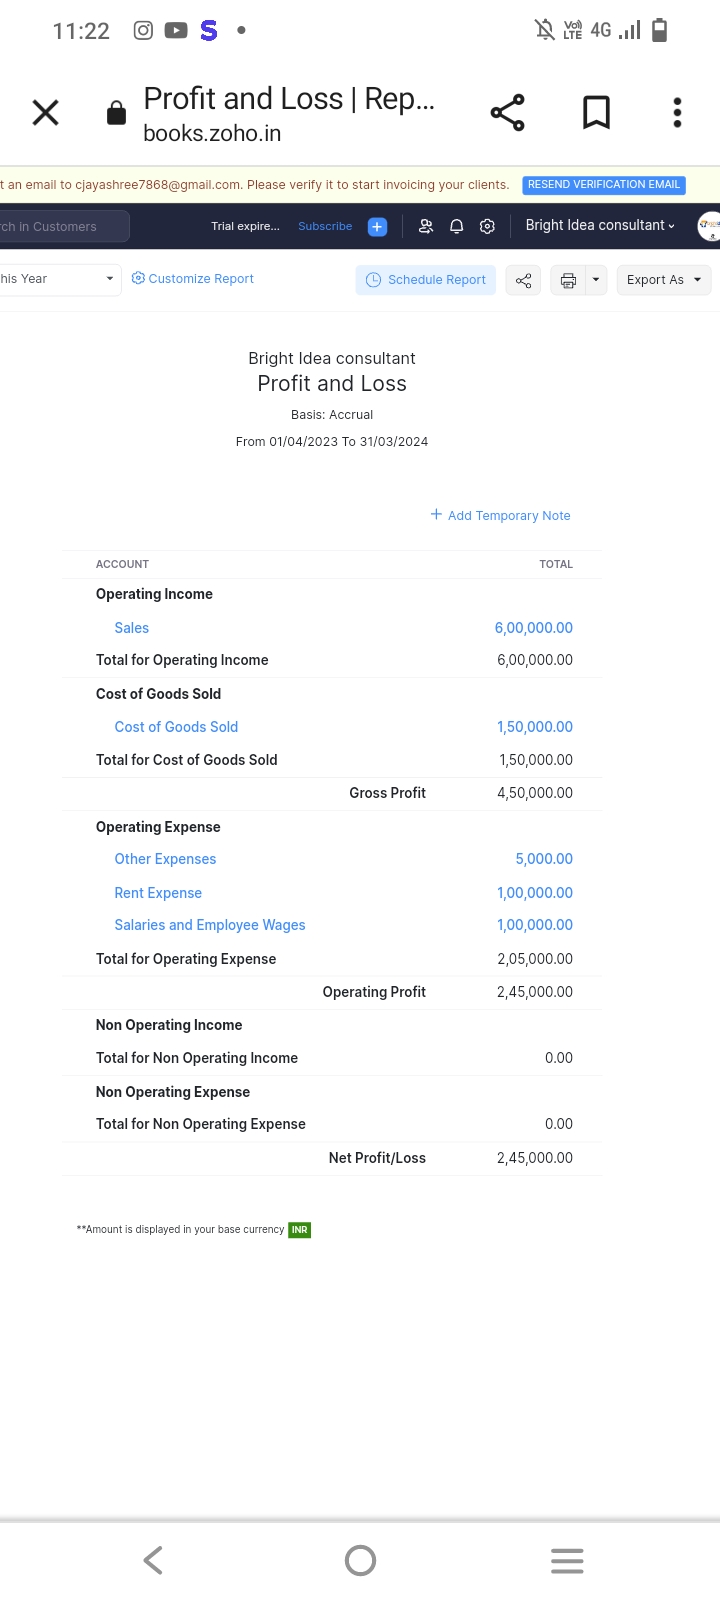 11:22
Vo) LTE 4G
Profit and Loss | Rep...
books.zoho.in
t an email to cjayashree7868@gmail.com. Please verify it to start invoicing your clients. RESEND VERIFICATION EMAIL
rch in Customers Trial expire... Subscribe + Bright Idea consultant
his Year Customize Report Schedule Report Export As
Bright Idea consultant
Profit and Loss
Basis: Accrual
From 01/04/2023 To 31/03/2024
+ Add Temporary Note
ACCOUNT TOTAL
Operating Income
Sales 6,00,000.00
Total for Operating Income 6,00,000.00
Cost of Goods Sold
Cost of Goods Sold 1,50,000.00
Total for Cost of Goods Sold 1,50,000.00
Gross Profit 4,50,000.00
Operating Expense
Other Expenses 5,000.00
Rent Expense 1,00,000.00
Salaries and Employee Wages 1,00,000.00
Total for Operating Expense 2,05,000.00
Operating Profit 2,45,000.00
Non Operating Income
Total for Non Operating Income 0.00
Non Operating Expense
Total for Non Operating Expense 0.00
Net Profit/Loss 2,45,000.00
**Amount is displayed in your base currency INR